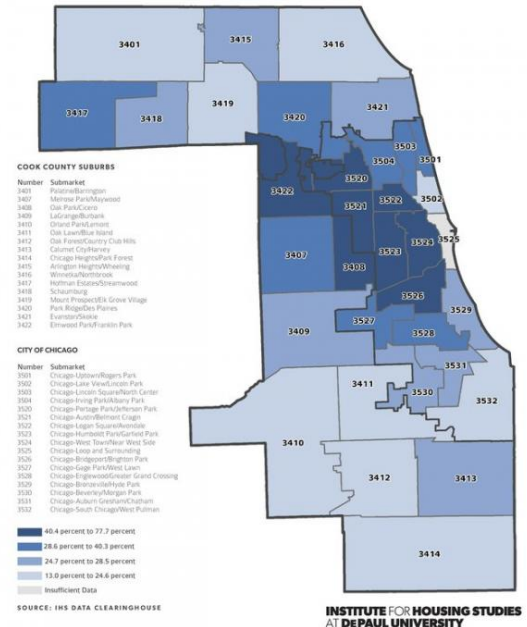 3401
3415
3416
3417
3418
3419
3420
3421
3503
3501
3504
3520
3502
3422
3521
3522
3525
3524
3523
3407
3408
3526
3529
3527
3528
3409
3531
3411
3530
3532
3410
3412
3413
3414
COOK COUNTY SUBURBS
Number Submarket
3401 Palatine/Barrington
3407 Melrose Park/Maywood
3408 Oak Park/Cicero
3409 LaGrange/Burbank
3410 Orland Park/Lemont
3411 Oak Lawn/Blue Island
3412 Oak Forest/Country Club Hills
3413 Calumet City/Harvey
3414 Chicago Heights/Park Forest
3415 Arlington Heights/Wheeling
3416 Winnetka/Northbrook
3417 Hoffman Estates/Streamwood
3418 Schaumburg
3419 Mount Prospect/Elk Grove Village
3420 Park Ridge/Des Plaines
3421 Evanston/Skokie
3422 Elmwood Park/Franklin Park
CITY OF CHICAGO
Number Submarket
3501 Chicago-Uptown/Rogers Park
3502 Chicago-Lake View/Lincoln Park
3503 Chicago-Lincoln Square/North Center
3504 Chicago-Irving Park/Albany Park
3520 Chicago-Portage Park/Jefferson Park
3521 Chicago-Austin/Belmont Cragin
3522 Chicago-Logan Square/Avondale
3523 Chicago-Humboldt Park/Garfield Park
3524 Chicago-West Town/Near West Side
3525 Chicago-Loop and Surrounding
3526 Chicago-Bridgeport/Brighton Park
3527 Chicago-Gage Park/West Lawn
3528 Chicago-Englewood/Greater Grand Crossing
3529 Chicago-Bronzeville/Hyde Park
3530 Chicago-Beverley/Morgan Park
3531 Chicago-Auburn Gresham/Chatham
3532 Chicago-South Chicago/West Pullman
40.4 percent to 77.7 percent
28.6 percent to 40.3 percent
24.7 percent to 28.5 percent
13.0 percent to 24.6 percent
Insufficient Data
SOURCE: IHS DATA CLEARINGHOUSE
INSTITUTE FOR HOUSING STUDIES
AT DEPAUL UNIVERSITY